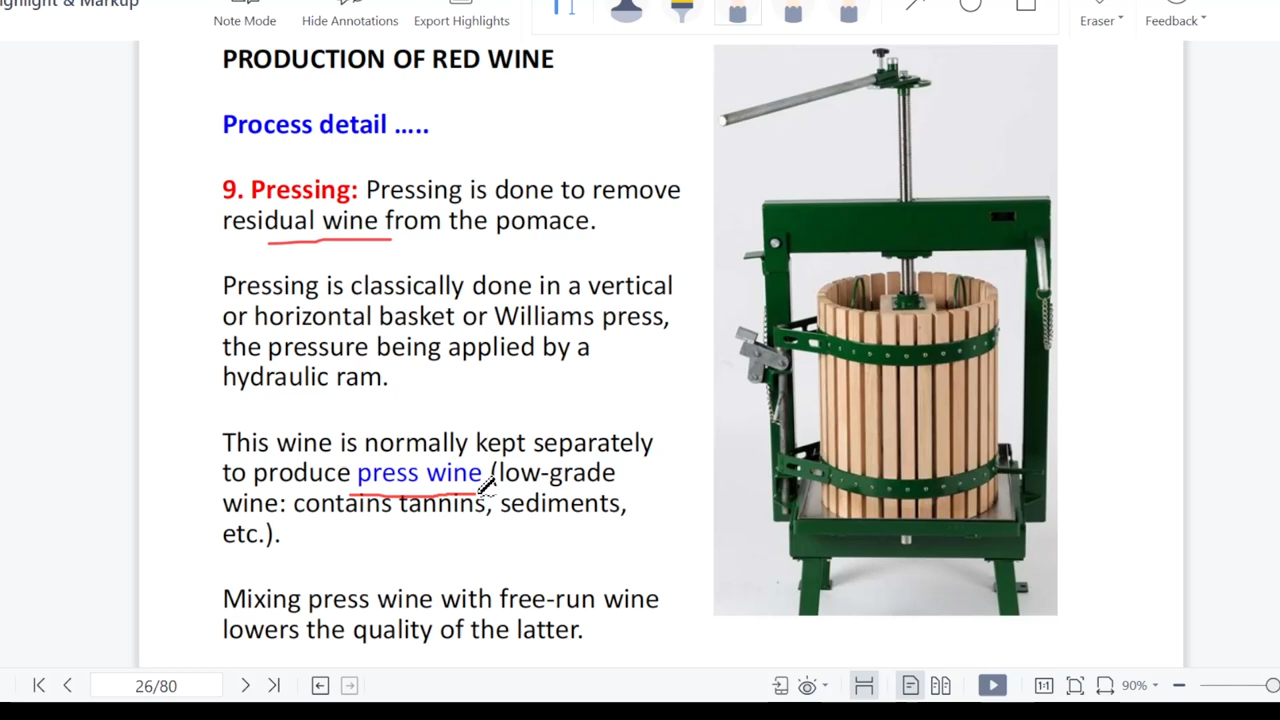 Highlight & Markup
Note Mode
Hide Annotations
Export Highlights
Eraser
Feedback
PRODUCTION OF RED WINE
Process detail .....
9. Pressing: Pressing is done to remove
residual wine from the pomace.
Pressing is classically done in a vertical
or horizontal basket or Williams press,
the pressure being applied by a
hydraulic ram.
This wine is normally kept separately
to produce press wine (low-grade
wine: contains tannins, sediments,
etc.).
Mixing press wine with free-run wine
lowers the quality of the latter.
26/80
1:1
90%